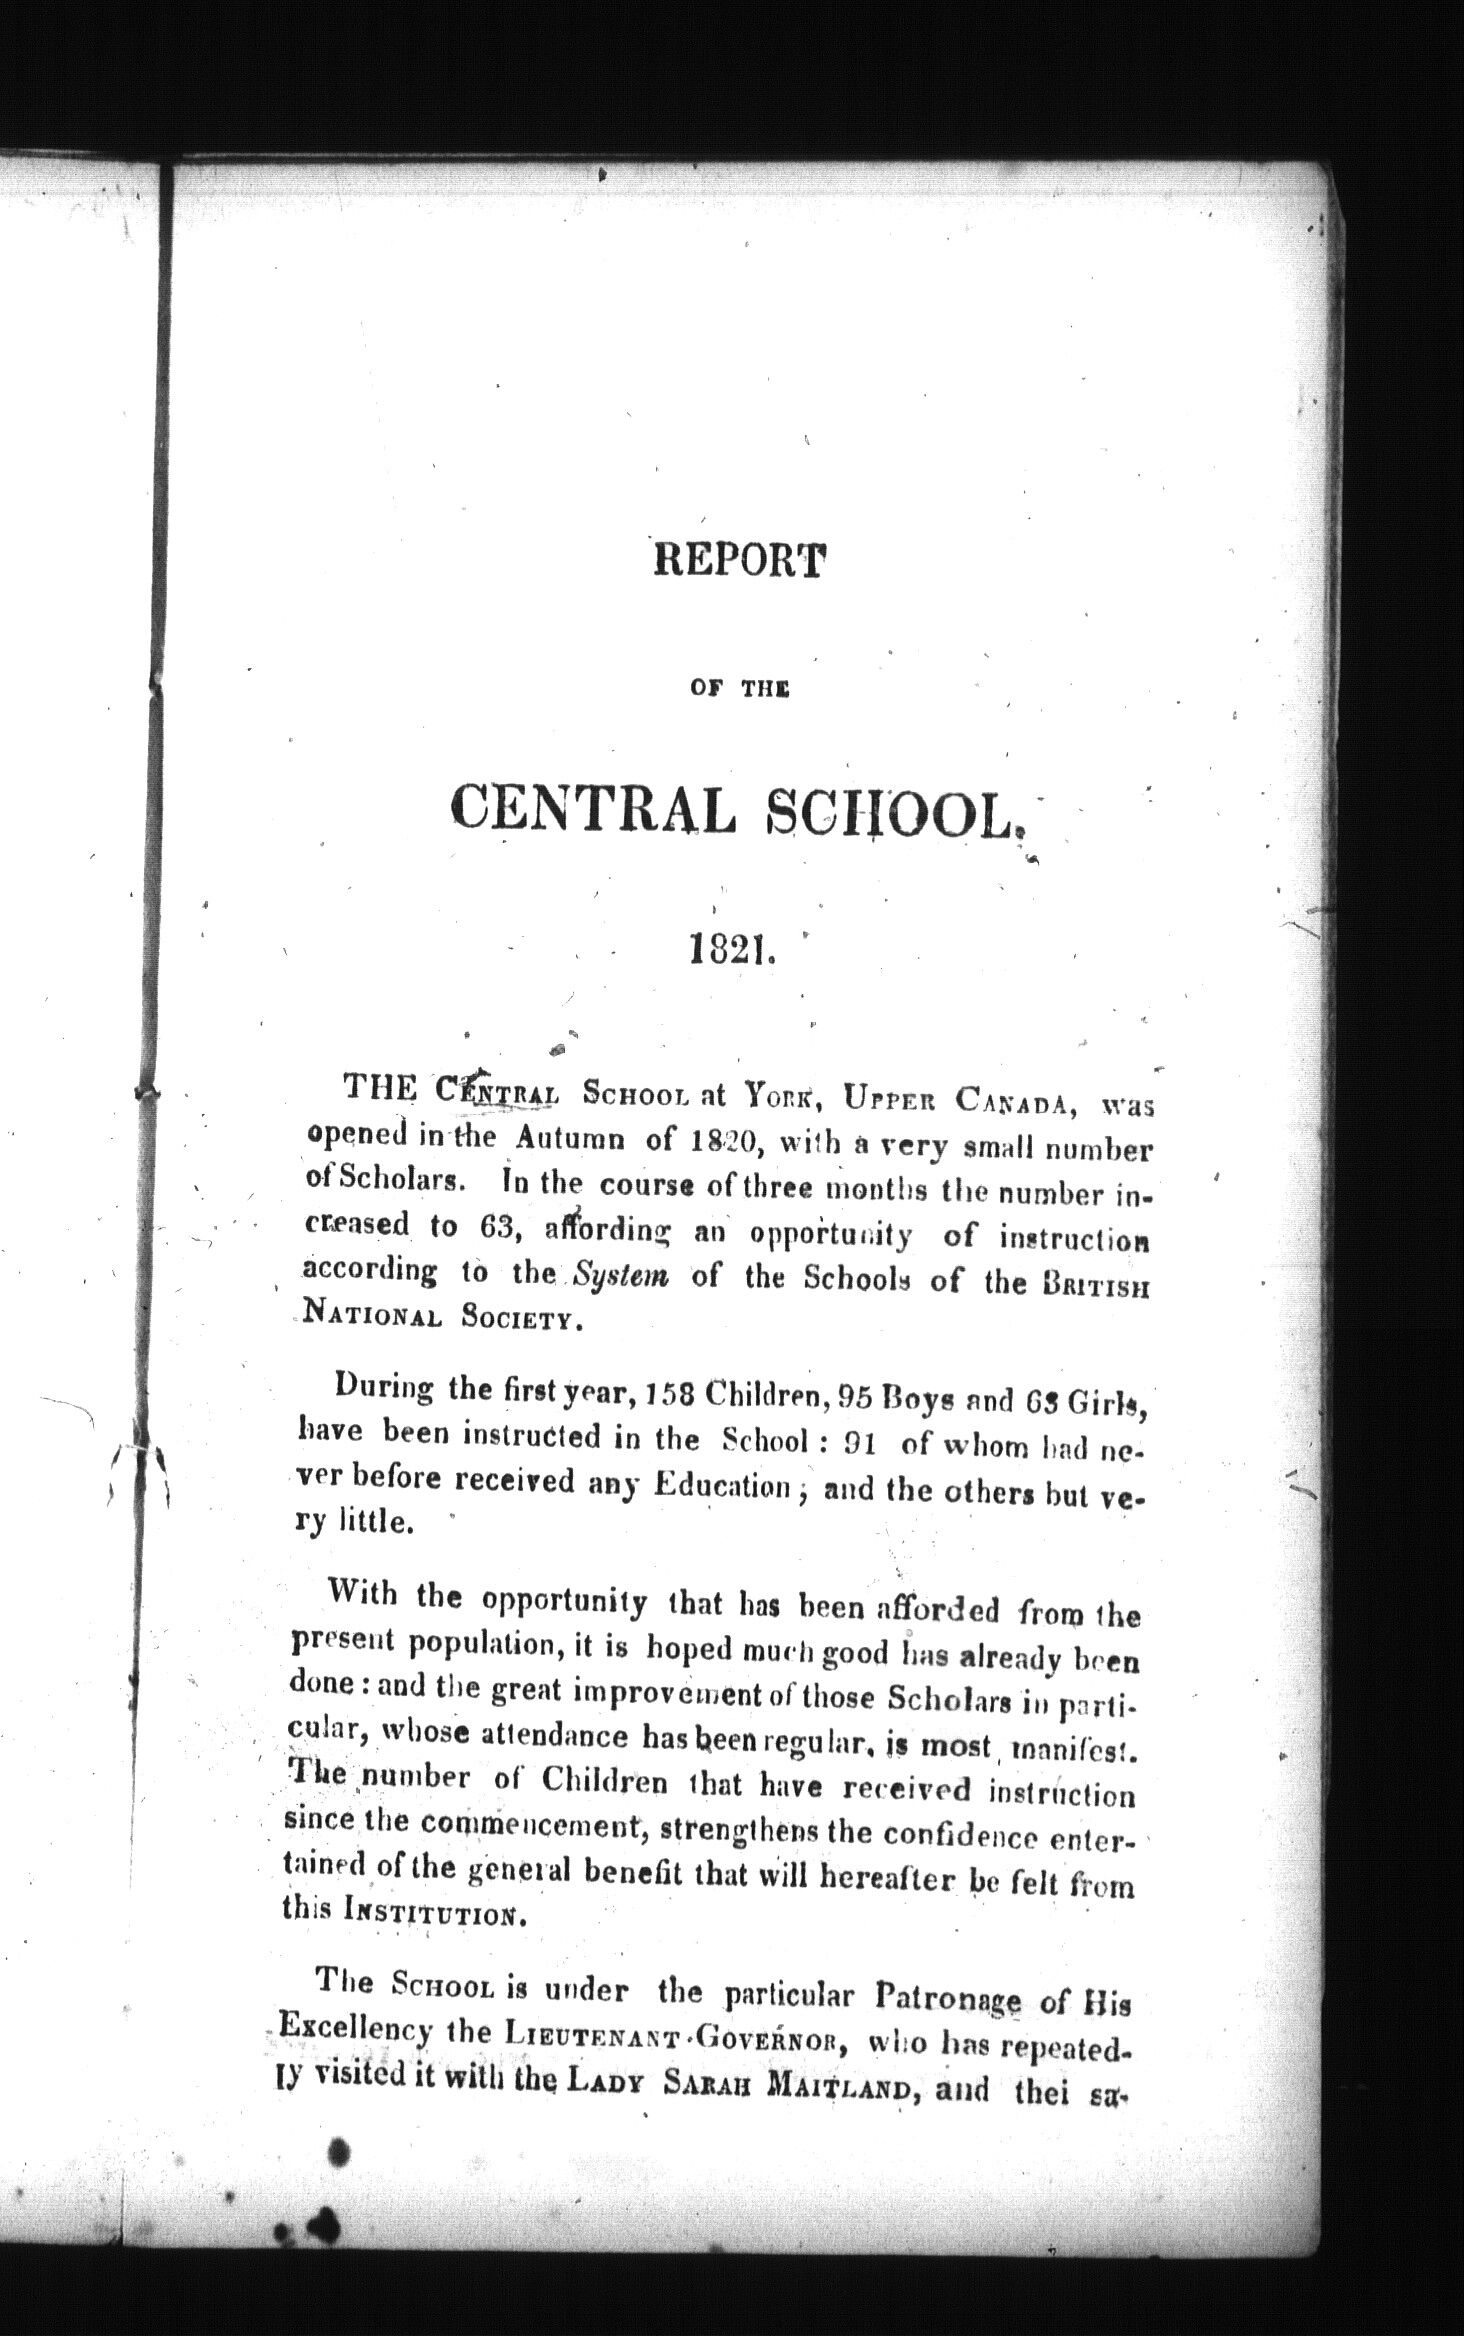 REPORT
OF THE
CENTRAL SCHOOL.
1821.
THE CENTRAL SCHOOL at YORK, UPPER CANADA, was
opened in the Autumn of 1820, with a very small number
of Scholars. In the course of three months the number in-
creased to 63, affording an opportunity of instruction
according to the System of the Schools of the BRITISH
NATIONAL SOCIETY.
During the first year, 158 Children, 95 Boys and 63 Girls,
have been instructed in the School : 91 of whom had ne-
ver before received any Education ; and the others but ve-
ry little.
With the opportunity that has been afforded from the
present population, it is hoped much good has already been
done : and the great improvement of those Scholars in parti-
cular, whose attendance has been regular, is most manifest.
The number of Children that have received instruction
since the commencement, strengthens the confidence enter-
tained of the general benefit that will hereafter be felt from
this INSTITUTION.
The SCHOOL is under the particular Patronage of His
Excellency the LIEUTENANT-GOVERNOR, who has repeated-
ly visited it with the LADY SARAH MAITLAND, and thei sa-